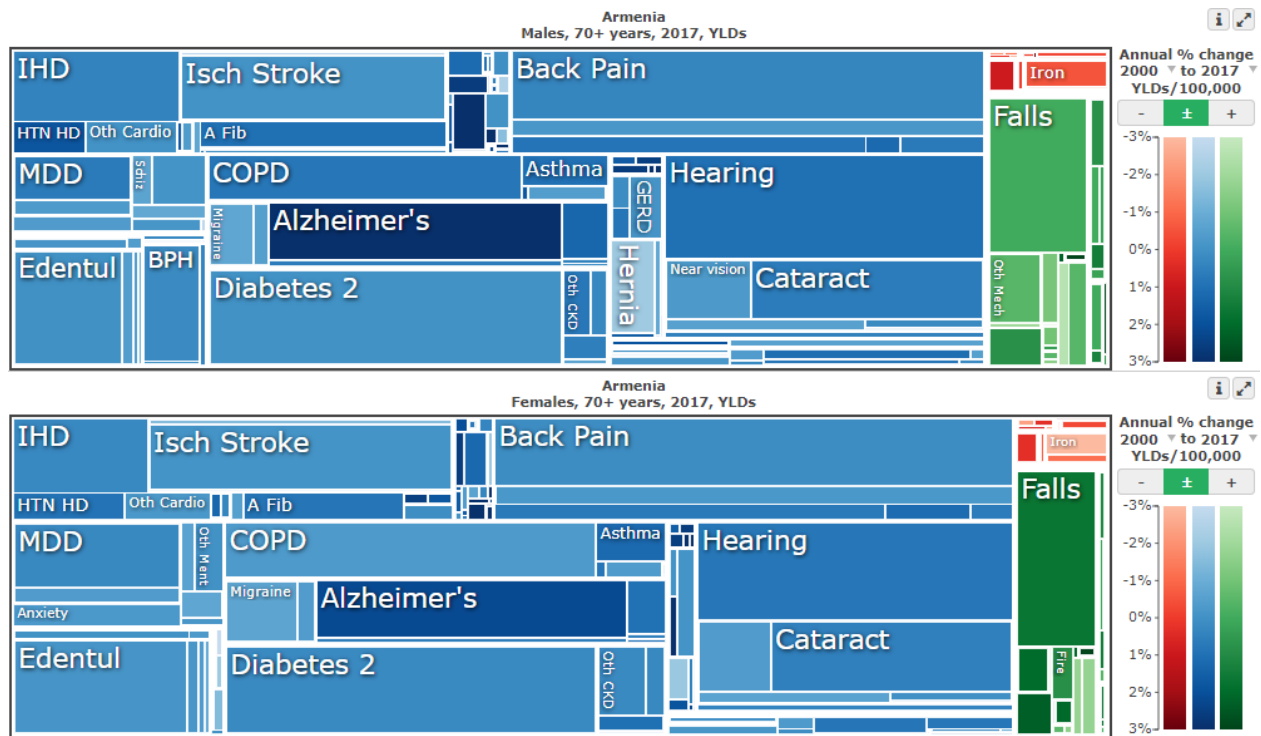 Armenia
Males, 70+ years, 2017, YLDs
i
IHD
Isch Stroke
Back Pain
Iron
Falls
HTN HD
Oth Cardio
A Fib
MDD
Schiz
COPD
Asthma
GERD
Hearing
Migraine
Alzheimer's
Edentul
BPH
Hernia
Near vision
Cataract
Oth Mech
Diabetes 2
Oth CKD
Annual % change
2000 to 2017
YLDs/100,000
- ± +
-3%
-2%
-1%
0%
1%
2%
3%
Armenia
Females, 70+ years, 2017, YLDs
i
IHD
Isch Stroke
Back Pain
Iron
Falls
HTN HD
Oth Cardio
A Fib
MDD
Oth Ment
COPD
Asthma
Hearing
Anxiety
Migraine
Alzheimer's
Cataract
Edentul
Diabetes 2
Oth CKD
Fire
Annual % change
2000 to 2017
YLDs/100,000
- ± +
-3%
-2%
-1%
0%
1%
2%
3%